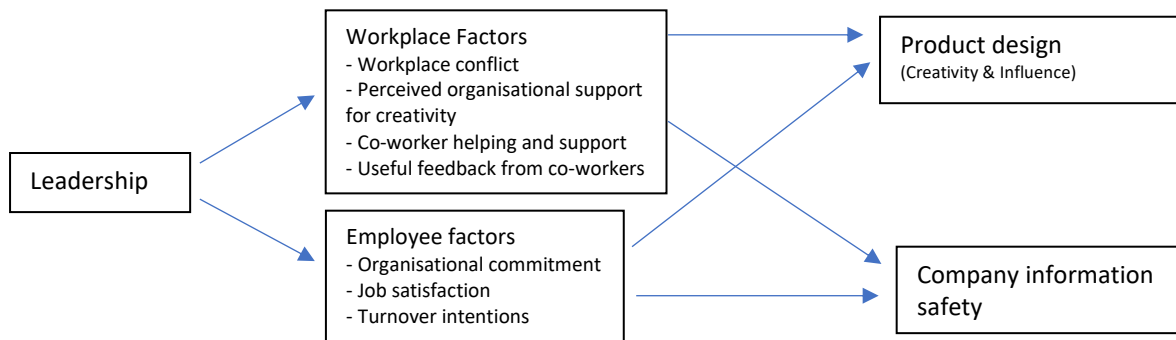 Leadership
Workplace Factors
- Workplace conflict
- Perceived organisational support
for creativity
- Co-worker helping and support
- Useful feedback from co-workers
Employee factors
- Organisational commitment
- Job satisfaction
- Turnover intentions
Product design
(Creativity & Influence)
Company information
safety